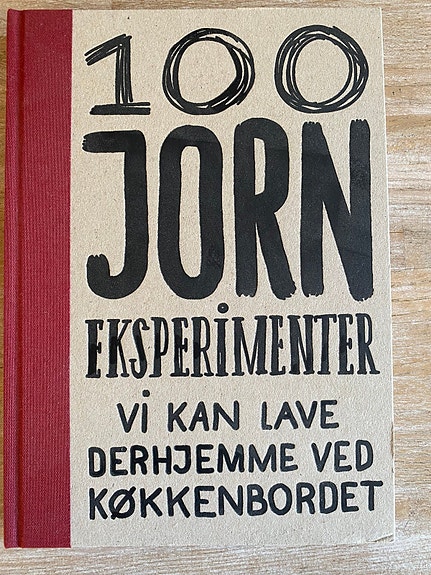 100
JORN
EKSPERIMENTER
Vi KAN LAVE
DERHJEMME VED
KØKKENBORDET